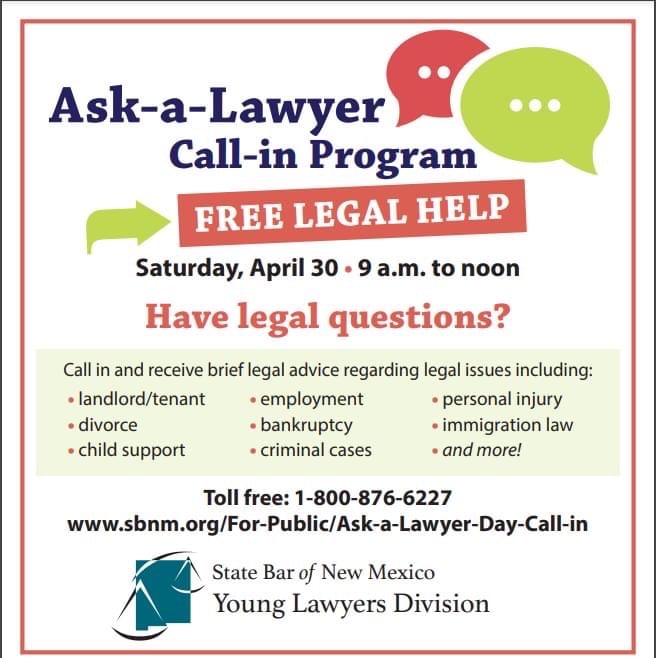 Ask-a-Lawyer
Call-in Program
FREE LEGAL HELP
Saturday, April 30 • 9 a.m. to noon
Have legal questions?
Call in and receive brief legal advice regarding legal issues including:
• landlord/tenant • employment • personal injury
• divorce • bankruptcy • immigration law
• child support • criminal cases • and more!
Toll free: 1-800-876-6227
www.sbnm.org/For-Public/Ask-a-Lawyer-Day-Call-in
State Bar of New Mexico
Young Lawyers Division